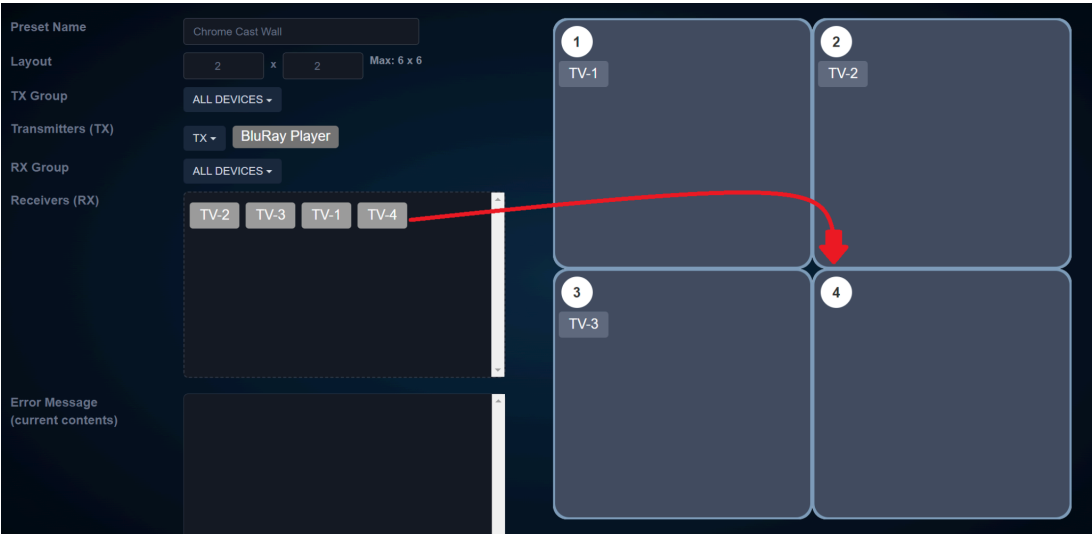 Preset Name
Chrome Cast Wall
Layout
2 x 2 Max: 6 x 6
TX Group
ALL DEVICES
Transmitters (TX)
TX BluRay Player
RX Group
ALL DEVICES
Receivers (RX)
TV-2 TV-3 TV-1 TV-4
Error Message
(current contents)
1
TV-1
2
TV-2
3
TV-3
4